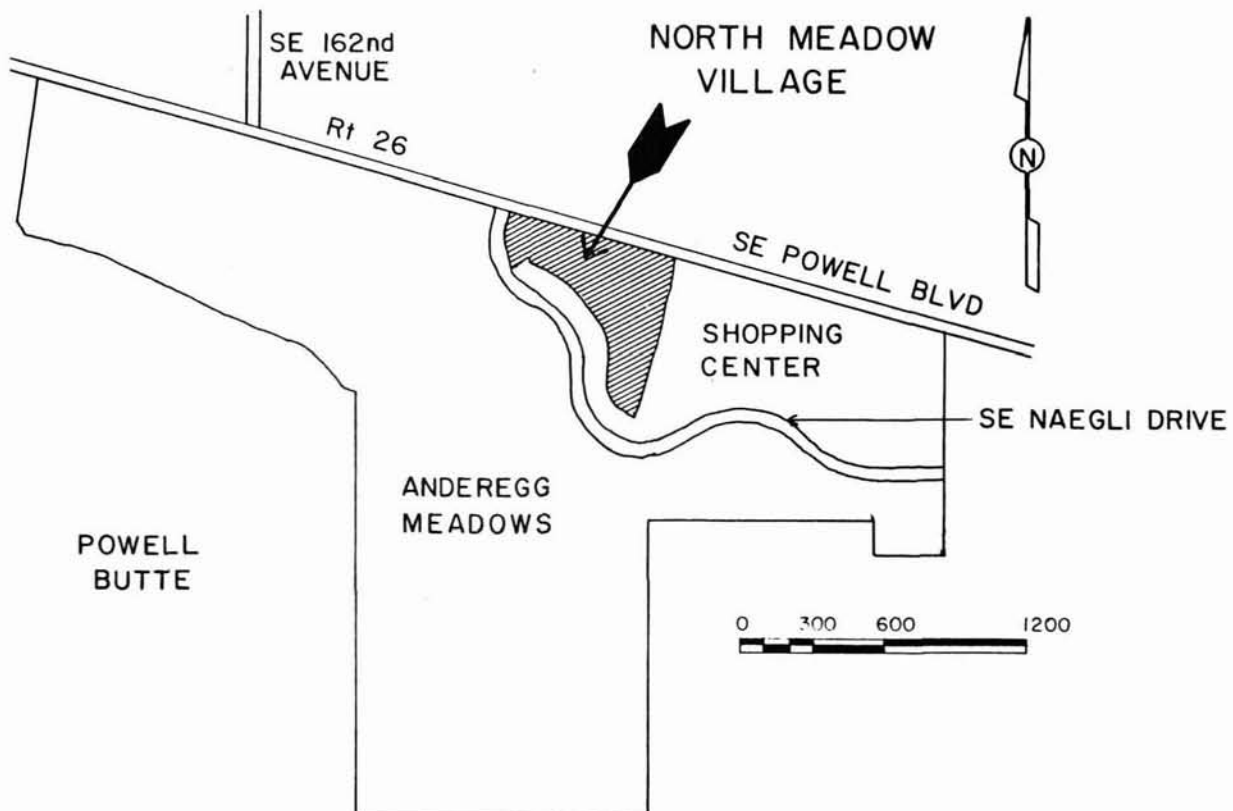 SE 162nd
AVENUE
NORTH MEADOW
VILLAGE
Rt 26
N
SE POWELL BLVD
SHOPPING
CENTER
SE NAEGLI DRIVE
ANDEREGG
MEADOWS
POWELL
BUTTE
0 300 600 1200